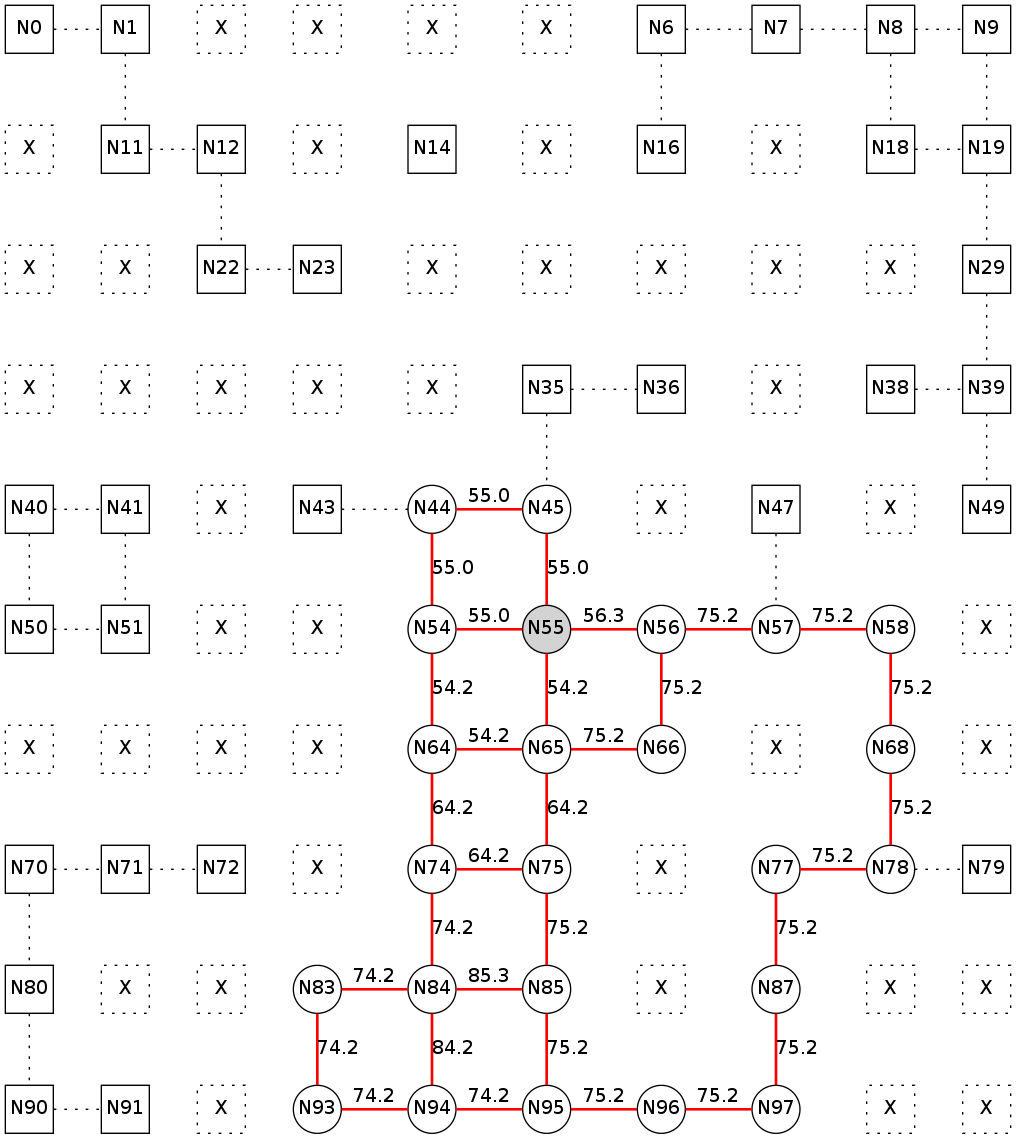 N0 N1 X X X X N6 N7 N8 N9
X N11 N12 X N14 X N16 X N18 N19
X X N22 N23 X X X X X N29
X X X X X N35 N36 X N38 N39
N40 N41 X N43 N44 55.0 N45 X N47 X N49
55.0 55.0
N50 N51 X X N54 55.0 N55 56.3 N56 75.2 N57 75.2 N58 X
54.2 54.2 75.2 75.2
X X X X N64 54.2 N65 75.2 N66 X N68 X
64.2 64.2 75.2
N70 N71 N72 X N74 64.2 N75 X N77 75.2 N78 N79
74.2 75.2 75.2
N80 X X N83 74.2 N84 85.3 N85 X N87 X X
74.2 84.2 75.2 75.2
N90 N91 X N93 74.2 N94 74.2 N95 75.2 N96 75.2 N97 X X